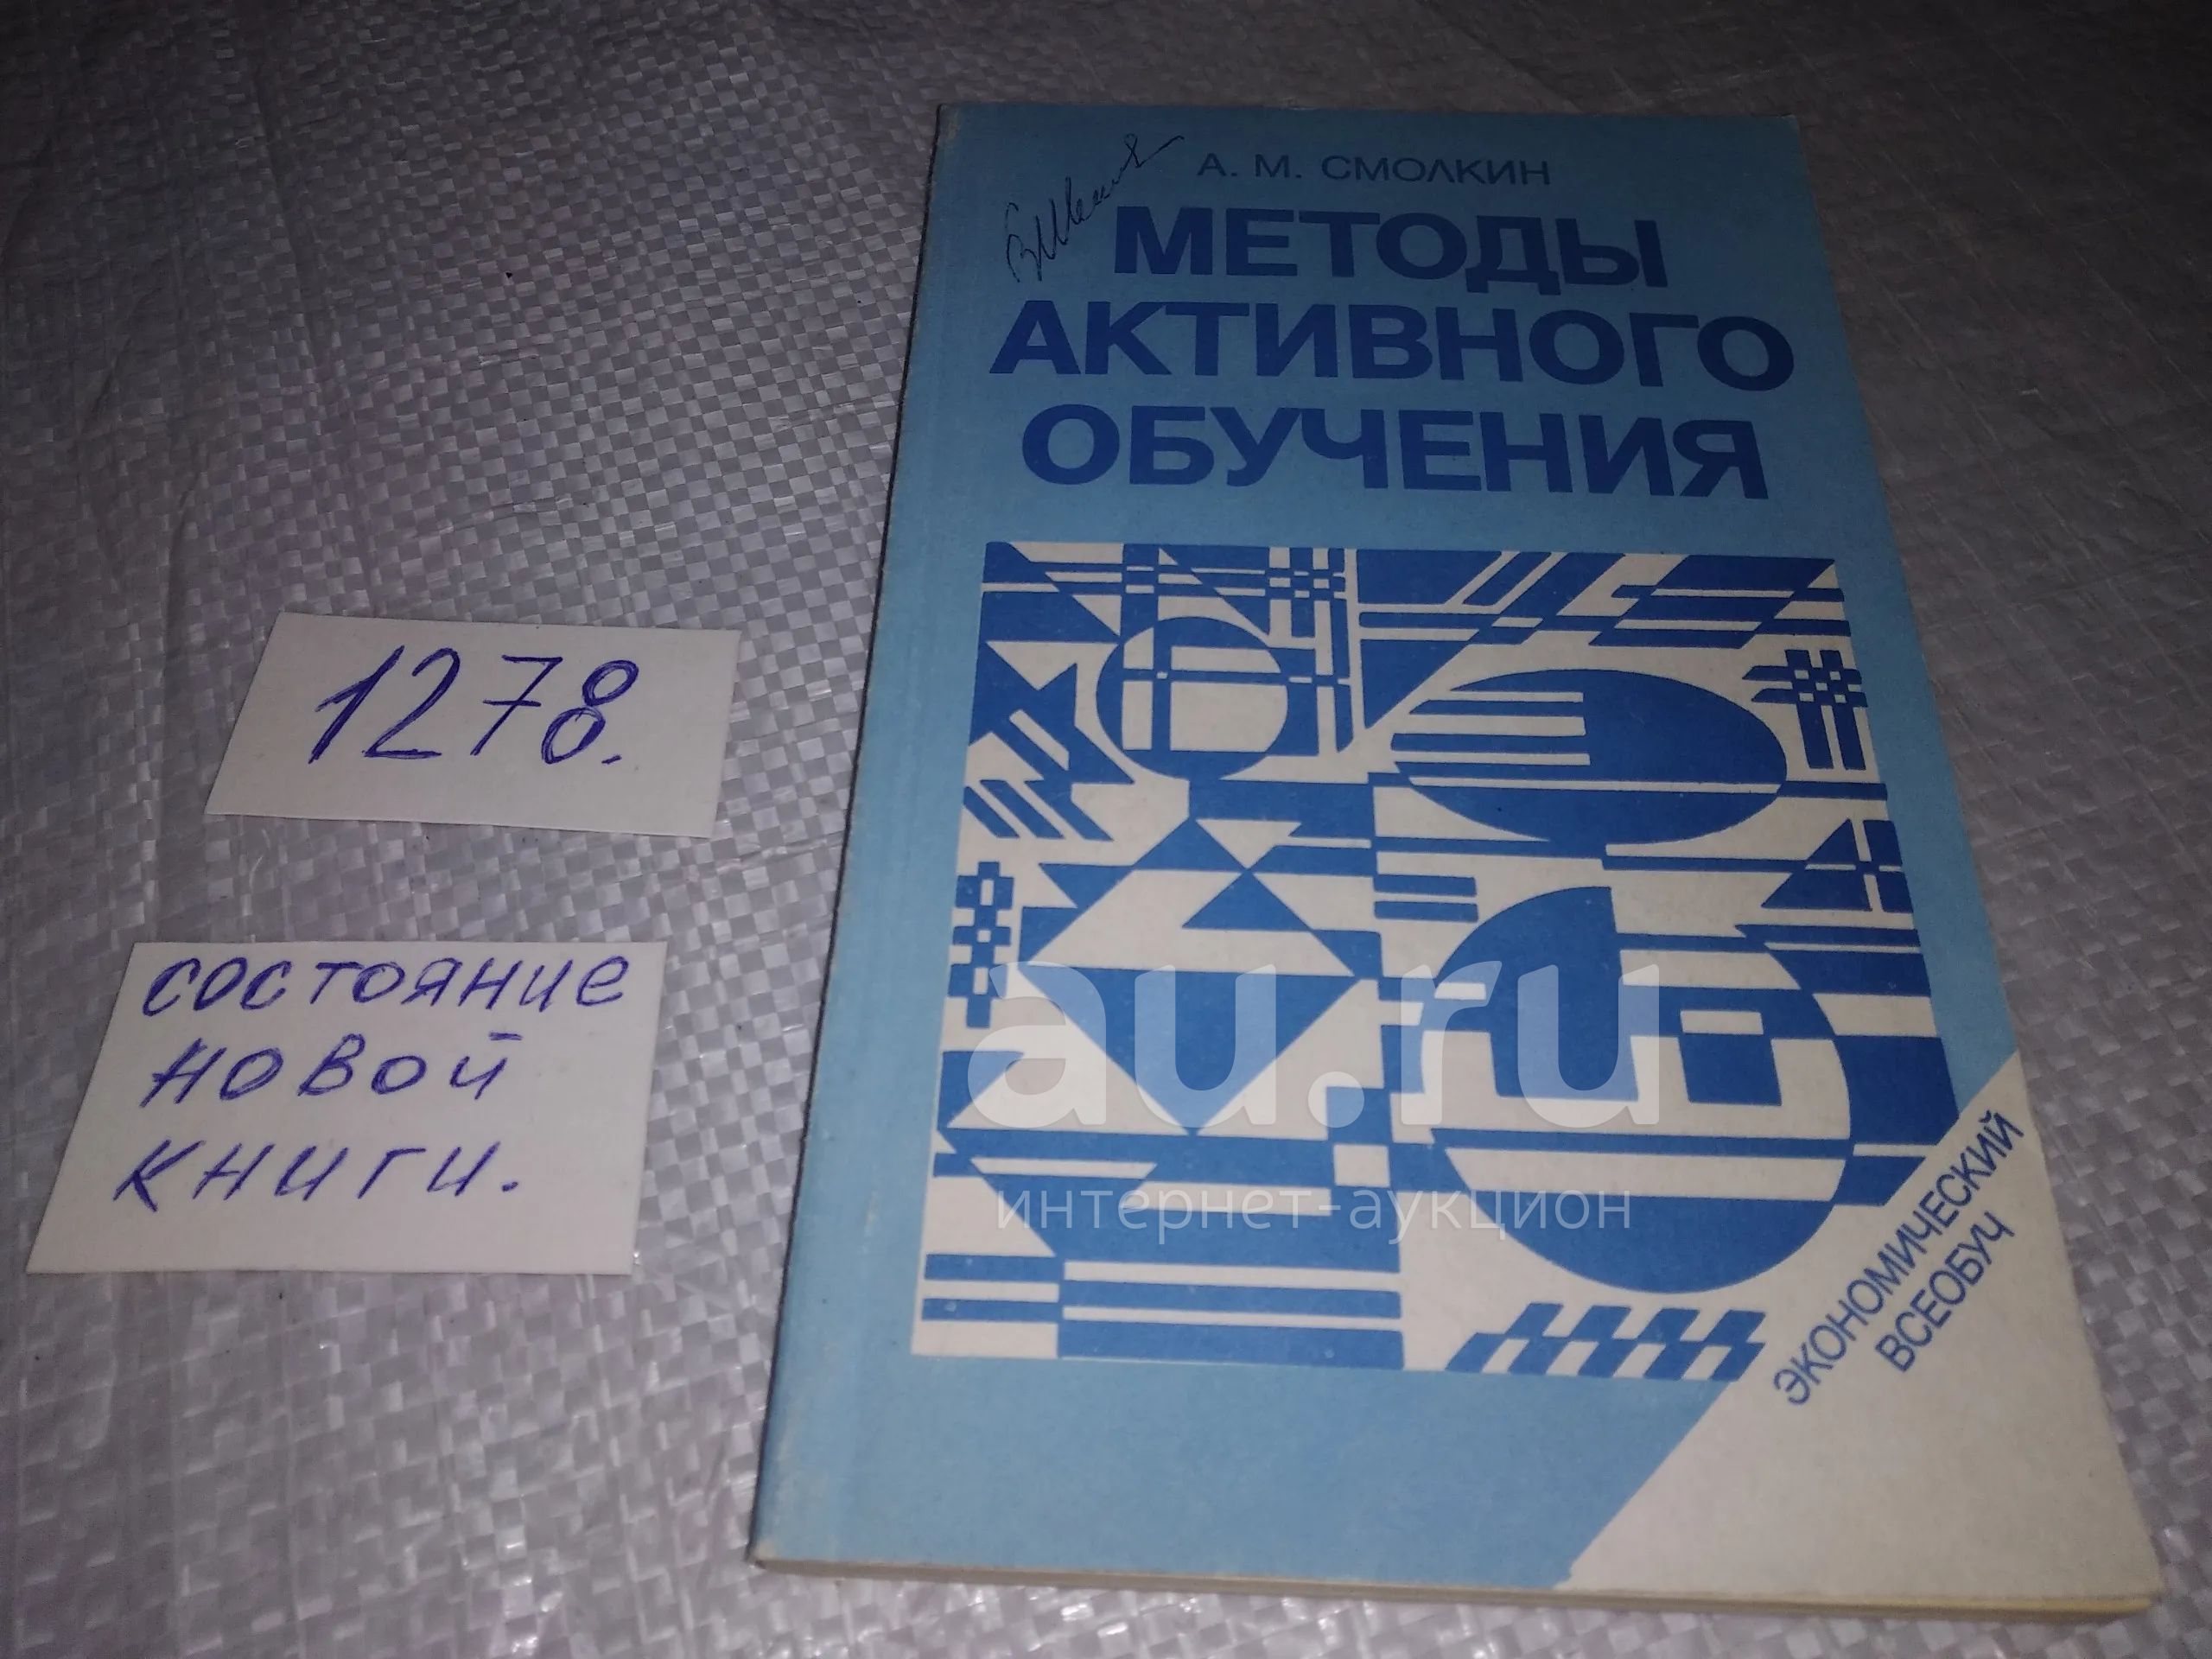 А. М. СМОЛКИН
МЕТОДЫ
АКТИВНОГО
ОБУЧЕНИЯ
1278.
состояние
новой
книги.
au.ru
интернет-аукцион
ЭКОНОМИЧЕСКИЙ
ВСЕОБУЧ